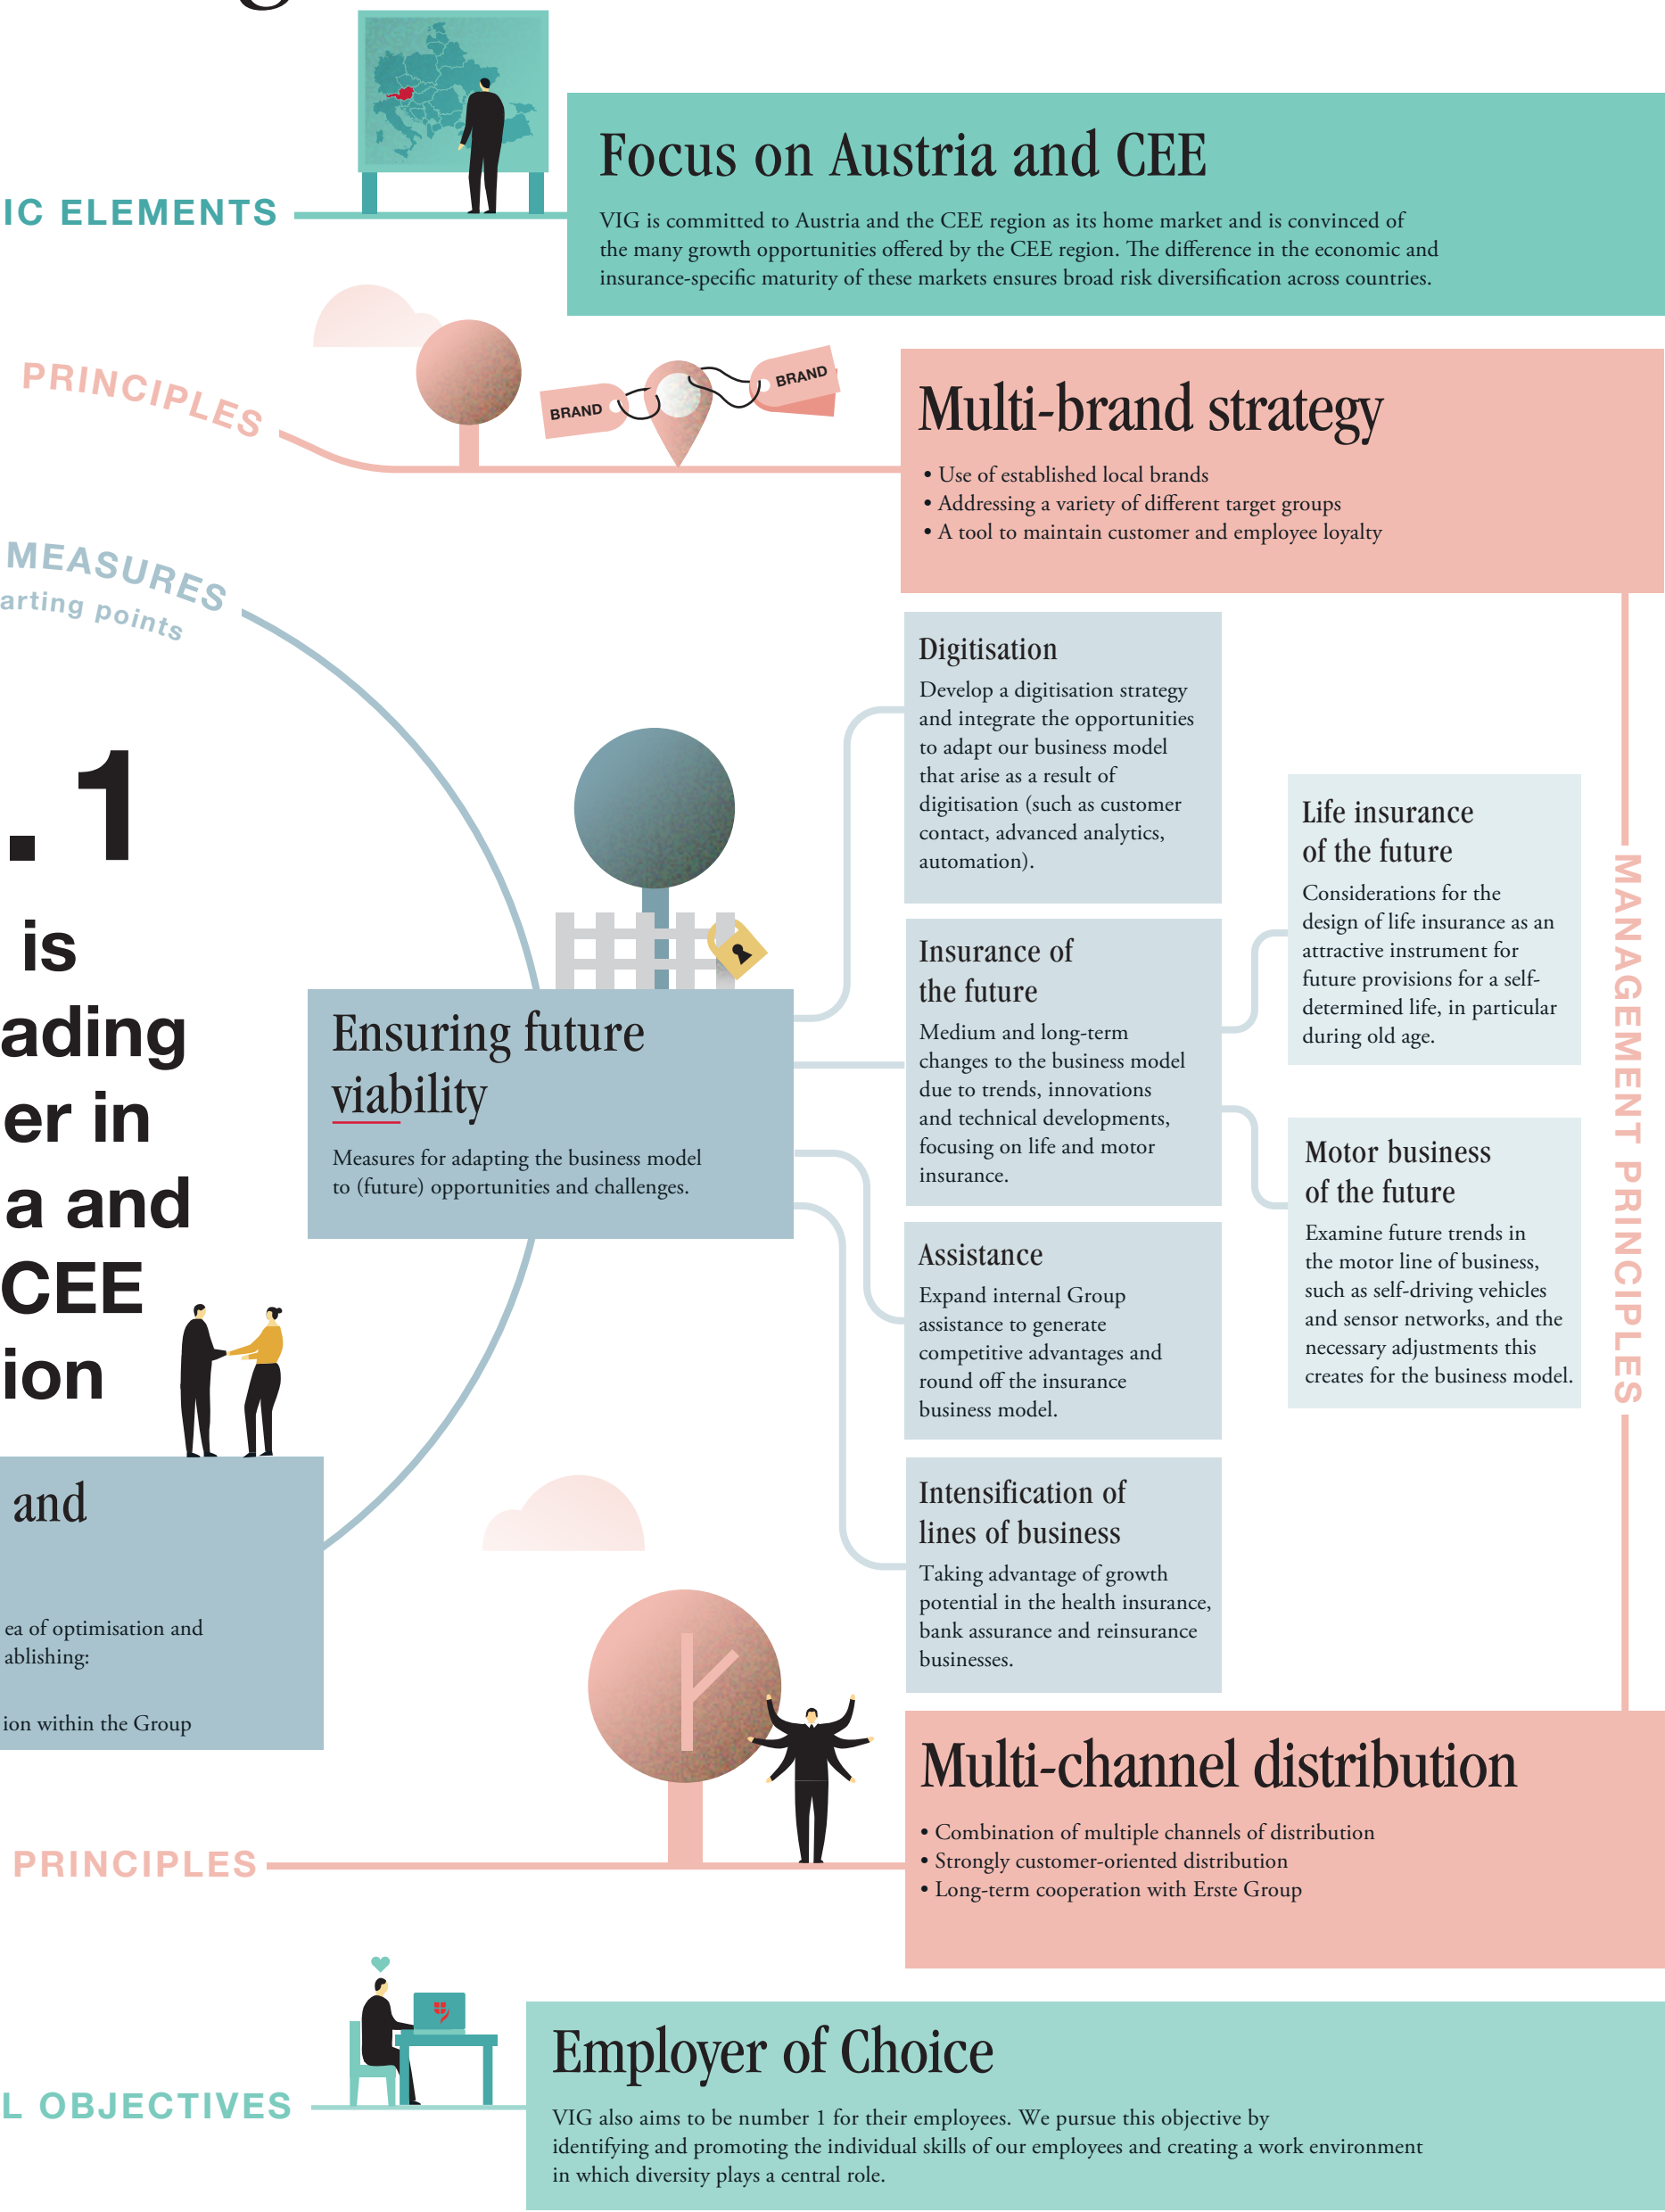 IC ELEMENTS
Focus on Austria and CEE
VIG is committed to Austria and the CEE region as its home market and is convinced of
the many growth opportunities offered by the CEE region. The difference in the economic and
insurance-specific maturity of these markets ensures broad risk diversification across countries.
PRINCIPLES
BRAND
BRAND
Multi-brand strategy
• Use of established local brands
• Addressing a variety of different target groups
• A tool to maintain customer and employee loyalty
MEASURES
arting points
. 1
is
ading
er in
a and
CEE
ion
Ensuring future
viability
Measures for adapting the business model
to (future) opportunities and challenges.
Digitisation
Develop a digitisation strategy
and integrate the opportunities
to adapt our business model
that arise as a result of
digitisation (such as customer
contact, advanced analytics,
automation).
Insurance of
the future
Medium and long-term
changes to the business model
due to trends, innovations
and technical developments,
focusing on life and motor
insurance.
Life insurance
of the future
Considerations for the
design of life insurance as an
attractive instrument for
future provisions for a self-
determined life, in particular
during old age.
Motor business
of the future
Examine future trends in
the motor line of business,
such as self-driving vehicles
and sensor networks, and the
necessary adjustments this
creates for the business model.
Assistance
Expand internal Group
assistance to generate
competitive advantages and
round off the insurance
business model.
Intensification of
lines of business
Taking advantage of growth
potential in the health insurance,
bank assurance and reinsurance
businesses.
MANAGEMENT PRINCIPLES
and
ea of optimisation and
ablishing:
ion within the Group
PRINCIPLES
Multi-channel distribution
• Combination of multiple channels of distribution
• Strongly customer-oriented distribution
• Long-term cooperation with Erste Group
L OBJECTIVES
Employer of Choice
VIG also aims to be number 1 for their employees. We pursue this objective by
identifying and promoting the individual skills of our employees and creating a work environment
in which diversity plays a central role.